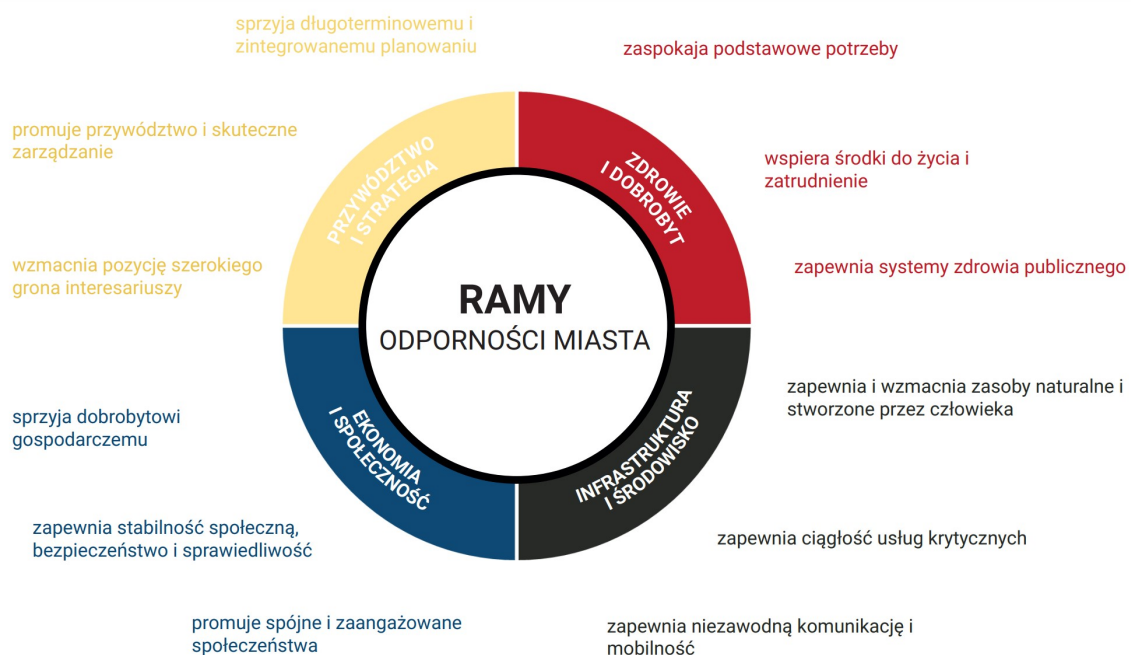 sprzyja długoterminowemu i
zintegrowanemu planowaniu
zaspokaja podstawowe potrzeby
promuje przywództwo i skuteczne
zarządzanie
wspiera środki do życia i
zatrudnienie
PRZYWÓDZTWO
I STRATEGIA
ZDROWIE
I DOBROBYT
wzmacnia pozycję szerokiego
grona interesariuszy
zapewnia systemy zdrowia publicznego
RAMY
ODPORNOŚCI MIASTA
sprzyja dobrobytowi
gospodarczemu
zapewnia i wzmacnia zasoby naturalne i
stworzone przez człowieka
EKONOMIA
I SPOŁECZNOŚĆ
INFRASTRUKTURA
I ŚRODOWISKO
zapewnia stabilność społeczną,
bezpieczeństwo i sprawiedliwość
zapewnia ciągłość usług krytycznych
promuje spójne i zaangażowane
społeczeństwa
zapewnia niezawodną komunikację i
mobilność